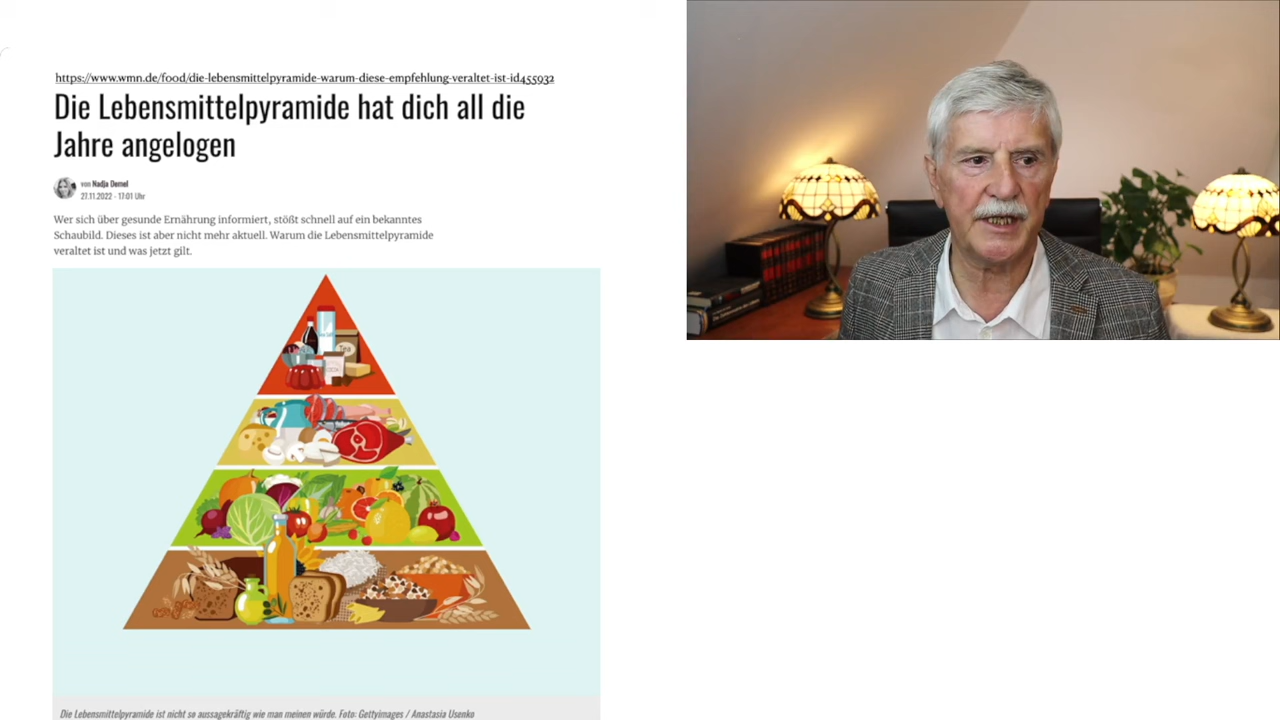 https://www.wmn.de/food/die-lebensmittelpyramide-warum-diese-empfehlung-veraltet-ist-id455932
Die Lebensmittelpyramide hat dich all die
Jahre angelogen
von Nadja Demel
27.11.2022 - 17:01 Uhr
Wer sich über gesunde Ernährung informiert, stößt schnell auf ein bekanntes
Schaubild. Dieses ist aber nicht mehr aktuell. Warum die Lebensmittelpyramide
veraltet ist und was jetzt gilt.
Tea
Die Lebensmittelpyramide ist nicht so aussagekräftig wie man meinen würde. Foto: Gettyimages / Anastasia Usenko